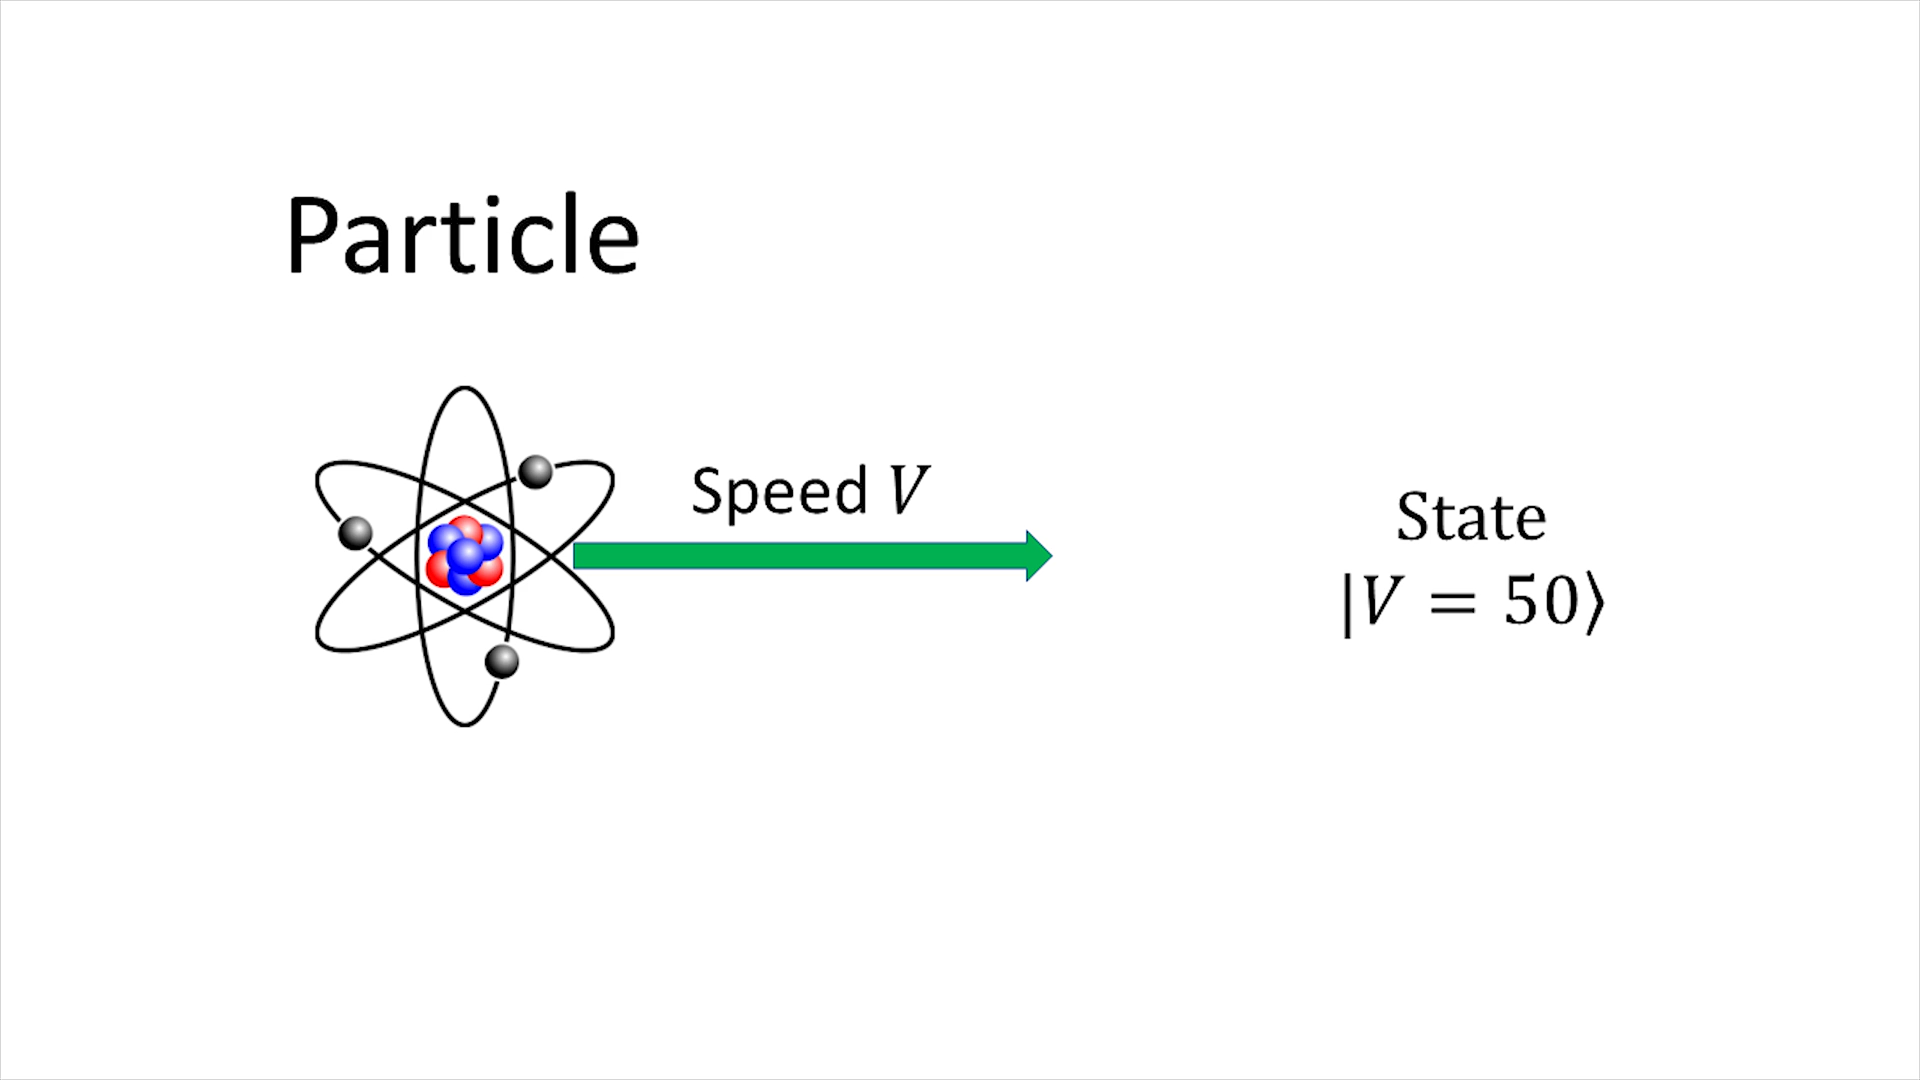 Particle
Speed V
State
|V = 50⟩